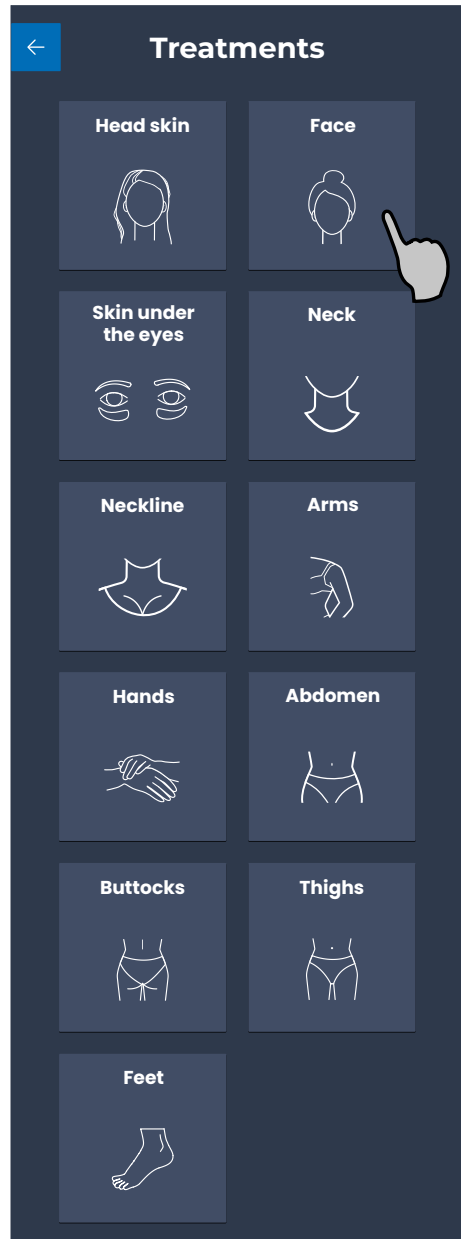 Treatments
Head skin
Face
Skin under
the eyes
Neck
Neckline
Arms
Hands
Abdomen
Buttocks
Thighs
Feet